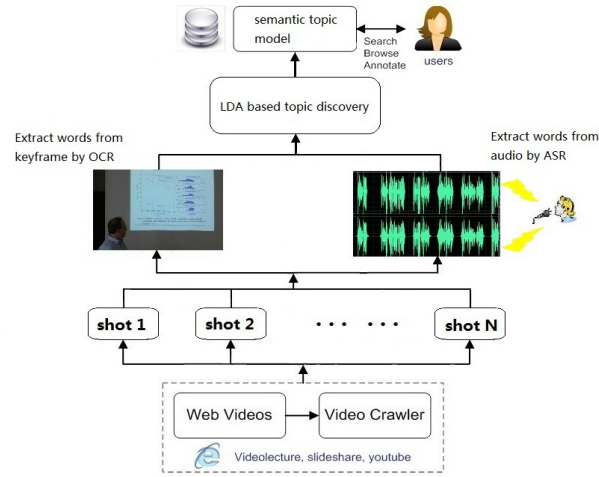 semantic topic
model
Search
Browse
Annotate
users
LDA based topic discovery
Extract words from
keyframe by OCR
Extract words from
audio by ASR
shot 1
shot 2
... ...
shot N
Web Videos
Video Crawler
Videolecture, slideshare, youtube